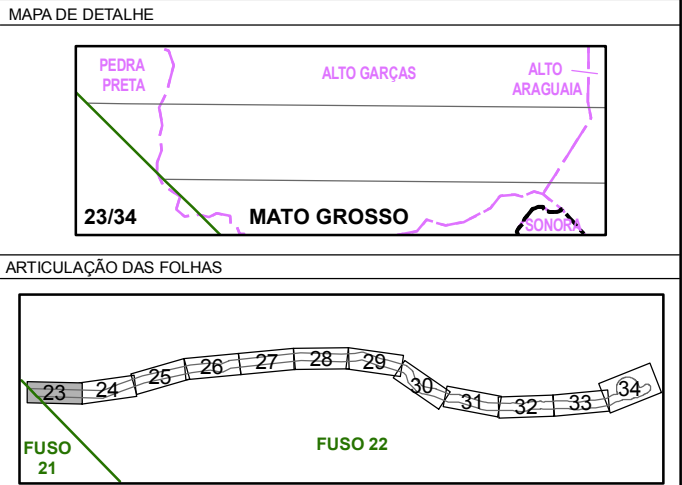 MAPA DE DETALHE
PEDRA
PRETA
ALTO GARÇAS
ALTO
ARAGUAIA
23/34
MATO GROSSO
SONORA
ARTICULAÇÃO DAS FOLHAS
23
24
25
26
27
28
29
30
31
32
33
34
FUSO
21
FUSO 22